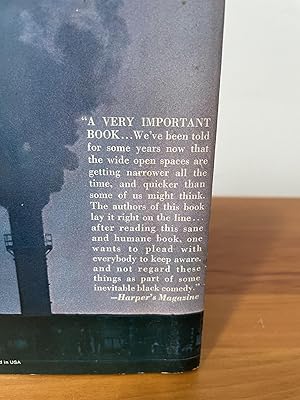 "A VERY IMPORTANT
BOOK...We've been told
for some years now that
the wide open spaces are
getting narrower all the
time, and quicker than
some of us might think.
The authors of this book
lay it right on the line...
after reading this sane
and humane book, one
wants to plead with
everybody to keep aware,
and not regard these
things as part of some
inevitable black comedy."
—Harper's Magazine
in USA